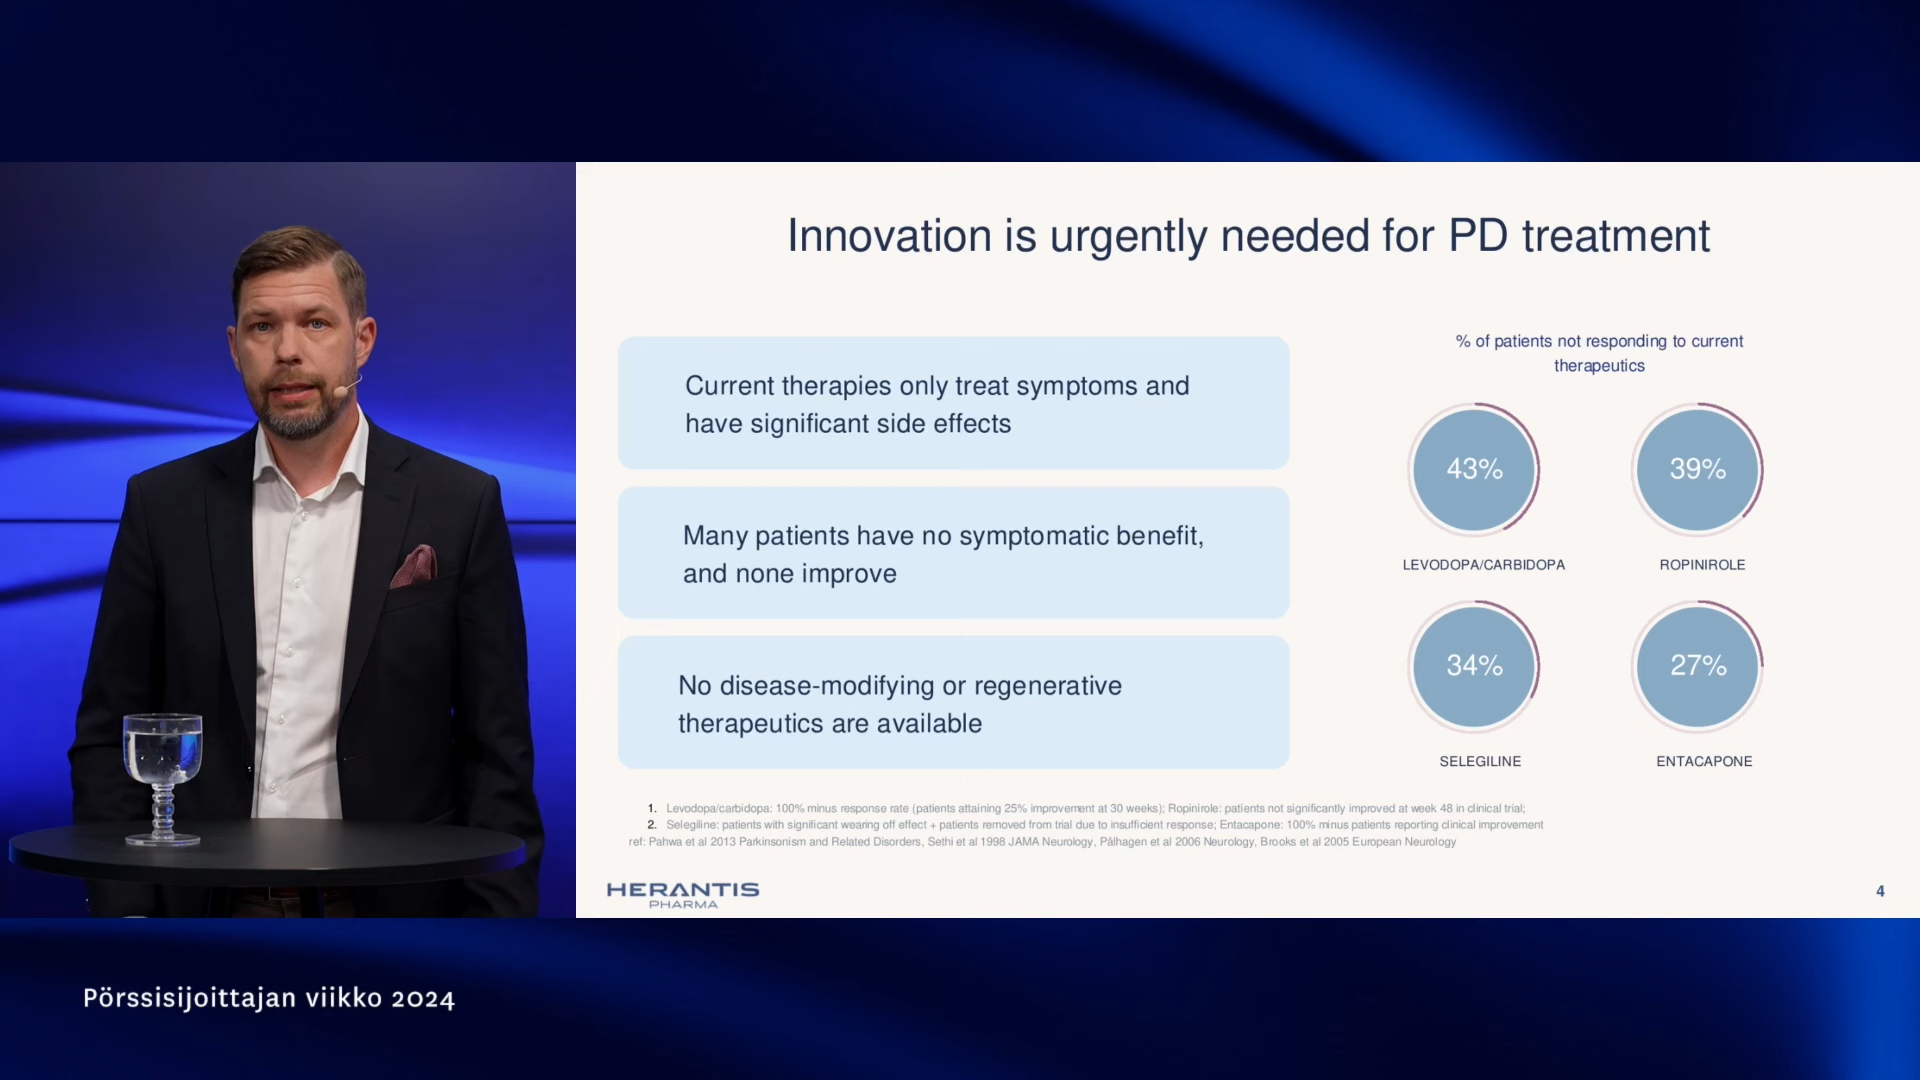 Innovation is urgently needed for PD treatment
Current therapies only treat symptoms and
have significant side effects
Many patients have no symptomatic benefit,
and none improve
No disease-modifying or regenerative
therapeutics are available
% of patients not responding to current
therapeutics
43%
39%
LEVODOPA/CARBIDOPA
ROPINIROLE
34%
27%
SELEGILINE
ENTACAPONE
1. Levodopa/carbidopa: 100% minus response rate (patients attaining 25% improvement at 30 weeks); Ropinirole: patients not significantly improved at week 48 in clinical trial;
2. Selegiline: patients with significant wearing off effect + patients removed from trial due to insufficient response; Entacapone: 100% minus patients reporting clinical improvement
ref: Pahwa et al 2013 Parkinsonism and Related Disorders, Sethi et al 1998 JAMA Neurology, Pålhagen et al 2006 Neurology, Brooks et al 2005 European Neurology
HERANTIS
PHARMA
4
Pörssisijoittajan viikko 2024